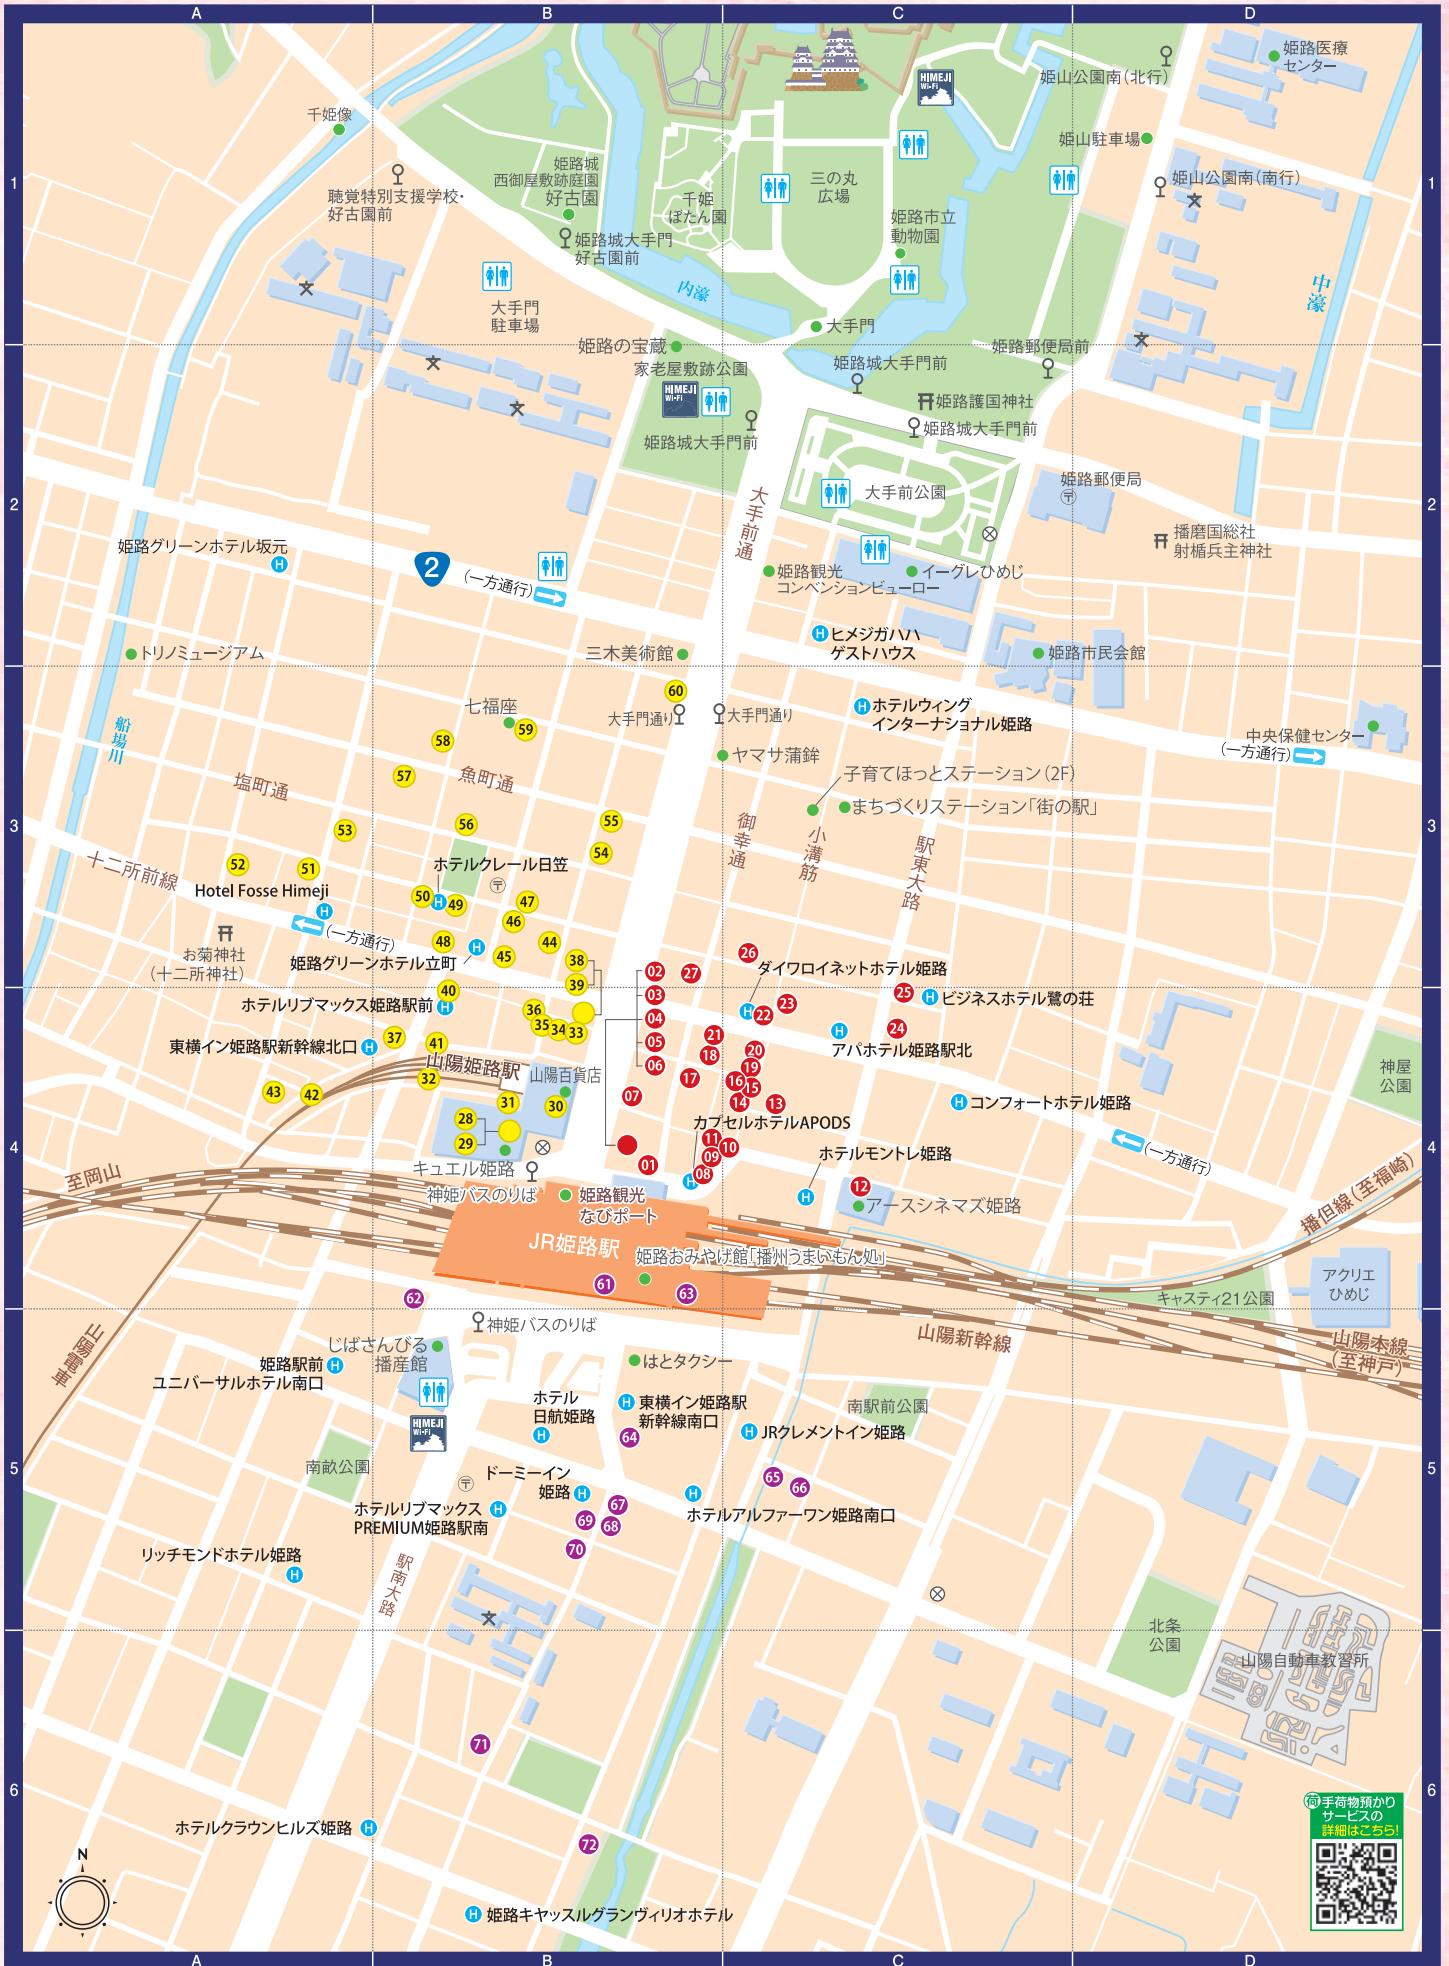 A
B
C
D
HIMEJI
Wi-Fi
姫山公園南(北行)
姫路医療
センター
千姫像
姫山駐車場
1
聴覚特別支援学校・
好古園前
姫路城
西御屋敷跡庭園
好古園
千姫
ぼたん園
三の丸
広場
姫山公園南(南行)
1
姫路城大手門
好古園前
姫路市立
動物園
内濠
中濠
大手門
駐車場
大手門
姫路の宝蔵
家老屋敷跡公園
HIMEJI
Wi-Fi
姫路城大手門前
姫路郵便局前
姫路護国神社
姫路城大手門前
姫路城大手門前
2
大手前通
大手前公園
姫路郵便局
〒
2
播磨国総社
射楯兵主神社
姫路グリーンホテル坂元
H
2
(一方通行)
姫路観光
コンベンションビューロー
イーグレひめじ
H
ヒメジガハハ
ゲストハウス
トリノミュージアム
三木美術館
姫路市民会館
60
七福座
59
大手門通り
大手門通り
H
ホテルウィング
インターナショナル姫路
船場川
58
57
魚町通
塩町通
ヤマサ蒲鉾
中央保健センター
(一方通行)
子育てほっとステーション(2F)
まちづくりステーション「街の駅」
3
53
56
55
54
御幸通
小溝筋
駅東大路
3
十二所前線
52
51
ホテルクレール日笠
〒
Hotel Fosse Himeji
H
50
H
49
47
46
お菊神社
(十二所神社)
(一方通行)
48
H
45
44
姫路グリーンホテル立町
38
39
02
27
26
ダイワロイネットホテル姫路
ホテルリブマックス姫路駅前
40
H
36
35
34
33
03
04
05
06
H
22
23
25
H
ビジネスホテル鷺の荘
東横イン姫路駅新幹線北口
H
37
41
21
18
20
19
H
24
アパホテル姫路駅北
山陽姫路駅
32
山陽百貨店
17
16
15
14
13
神屋
公園
43
42
31
30
07
H
コンフォートホテル姫路
28
29
カプセルホテルAPODS
11
10
09
08
H
ホテルモントレ姫路
H
(一方通行)
4
4
キュエル姫路
神姫バスのりば
01
12
アースシネマズ姫路
至岡山
姫路観光
なびポート
播但線(至福崎)
JR姫路駅
姫路おみやげ館「播州うまいもん処」
61
63
62
アクリエ
ひめじ
キャスティ21公園
神姫バスのりば
山陽新幹線
山陽本線
(至神戸)
山陽電車
じばさんびる
播産館
はとタクシー
姫路駅前
ユニバーサルホテル南口
H
HIMEJI
Wi-Fi
ホテル
日航姫路
H
H
東横イン姫路駅
新幹線南口
64
H
JRクレメントイン姫路
南駅前公園
5
南畝公園
5
〒
ドーミーイン
姫路
H
65
66
ホテルリブマックス
PREMIUM姫路駅南
H
67
69
68
70
H
ホテルアルファーワン姫路南口
リッチモンドホテル姫路
H
駅南大路
北条
公園
山陽自動車教習所
71
6
6
ホテルクラウンヒルズ姫路
H
72
荷手荷物預かり
サービスの
詳細はこちら!
N
H
姫路キヤッスルグランヴィリオホテル
A
B
C
D